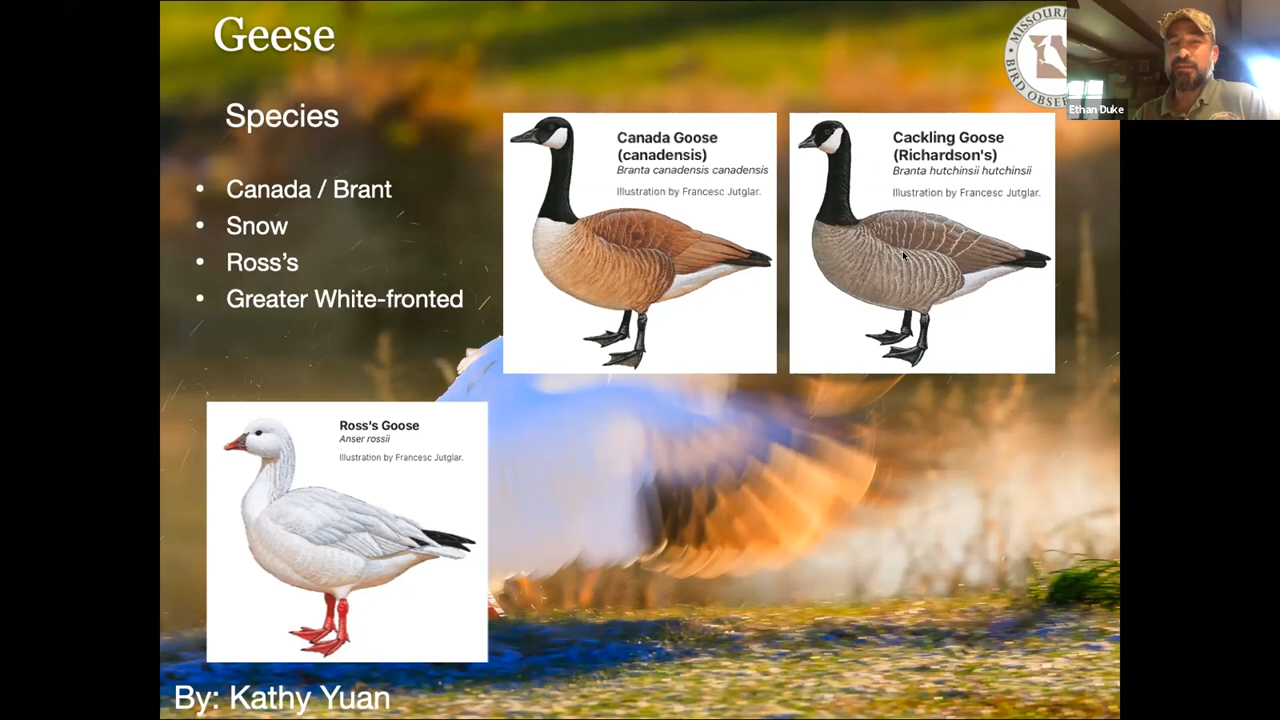 Geese
MISSOURI
BIRD OBSE
Ethan Duke
Species
• Canada / Brant
• Snow
• Ross's
• Greater White-fronted
Canada Goose
(canadensis)
Branta canadensis canadensis
Illustration by Francesc Jutglar.
Cackling Goose
(Richardson's)
Branta hutchinsii hutchinsii
Illustration by Francesc Jutglar.
Ross's Goose
Anser rossii
Illustration by Francesc Jutglar.
By: Kathy Yuan